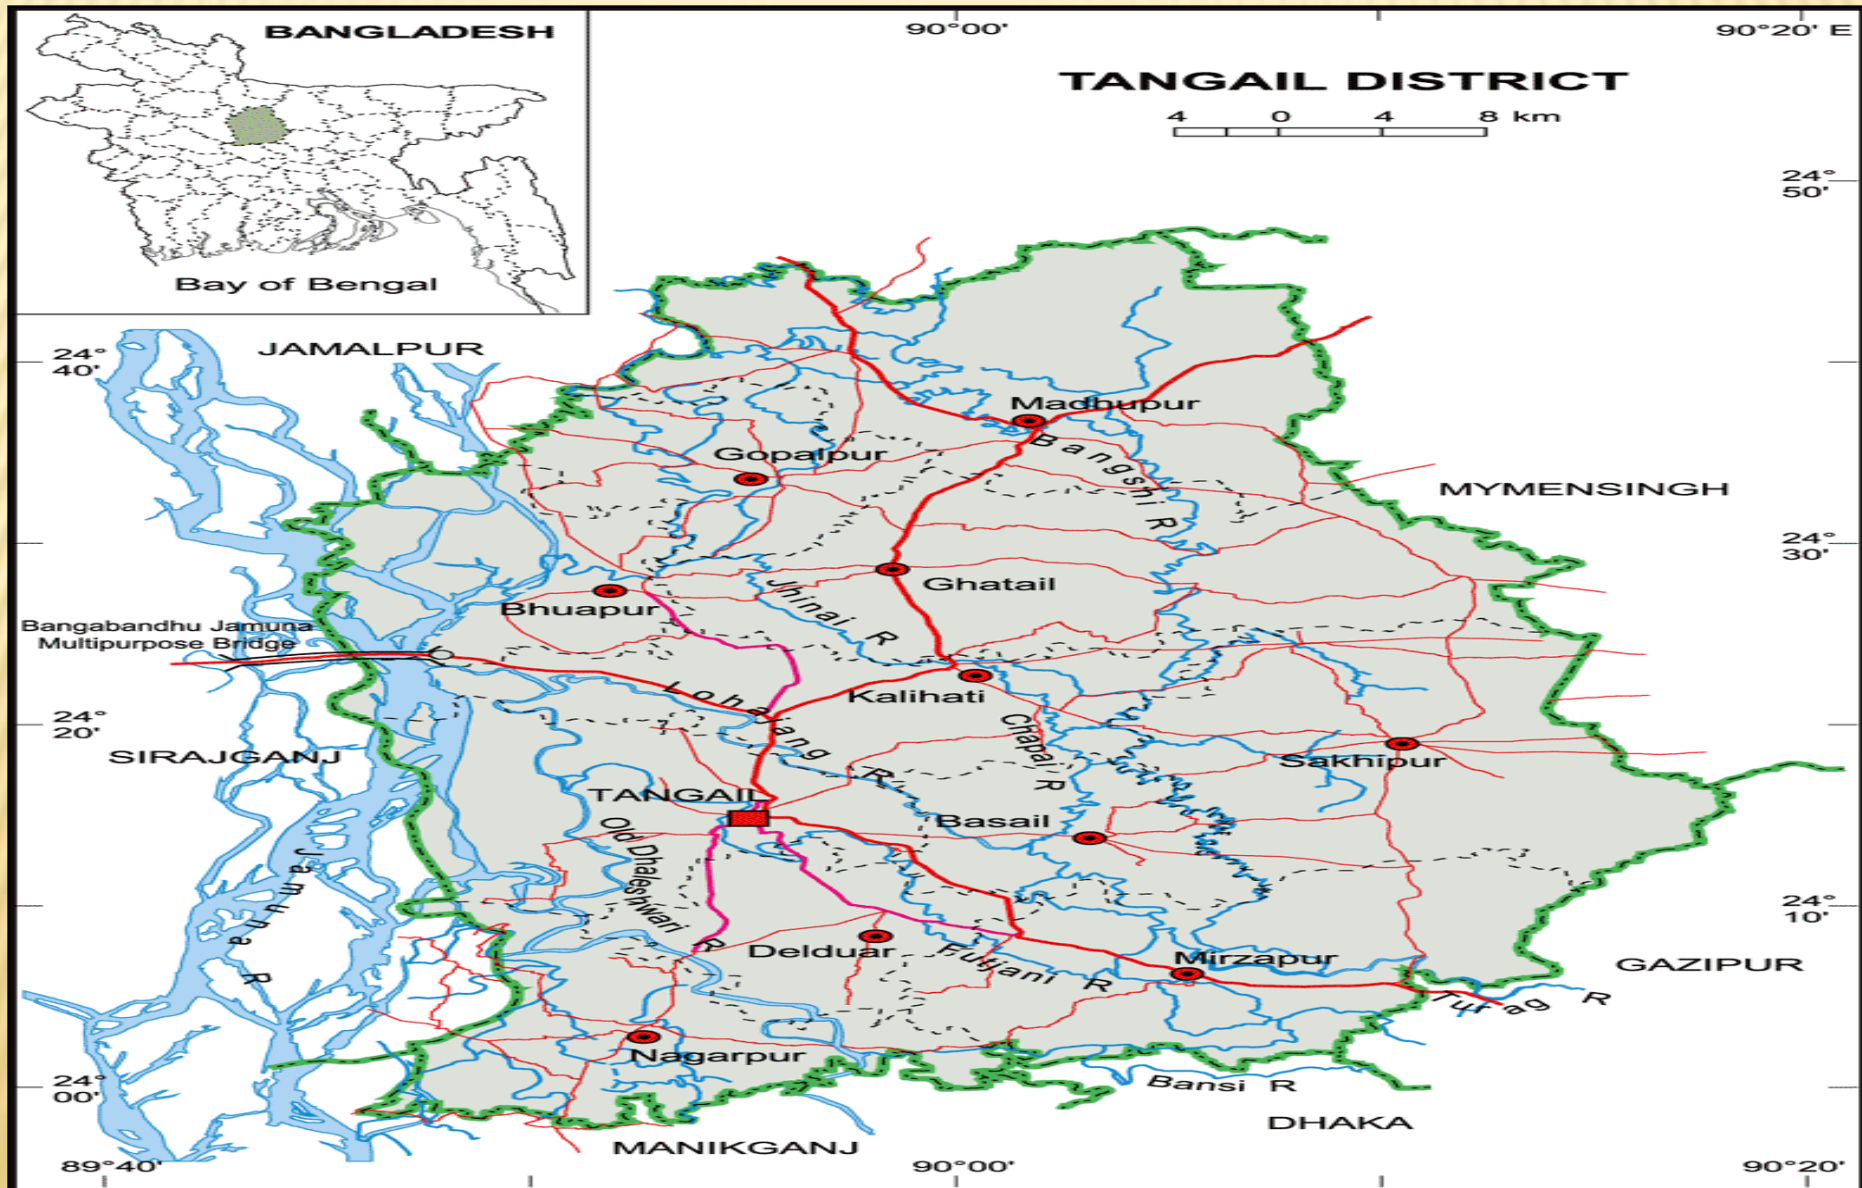 BANGLADESH
Bay of Bengal
90°00'
90°20' E
TANGAIL DISTRICT
4 0 4 8 km
24°
50'
JAMALPUR
24°
40'
Madhupur
Bangshi R
Gopalpur
MYMENSINGH
24°
30'
Ghatail
Jhinai R
Bhuapur
Bangabandhu Jamuna
Multipurpose Bridge
Lohajang R
Kalihati
Chapai R
24°
20'
SIRAJGANJ
Sakhipur
TANGAIL
Basail
Old Dhaleshwari R
Jamuna R
24°
10'
Delduar
Futjani R
Mirzapur
GAZIPUR
Turag R
Nagarpur
24°
00'
Bansi R
DHAKA
MANIKGANJ
89°40'
90°00'
90°20'